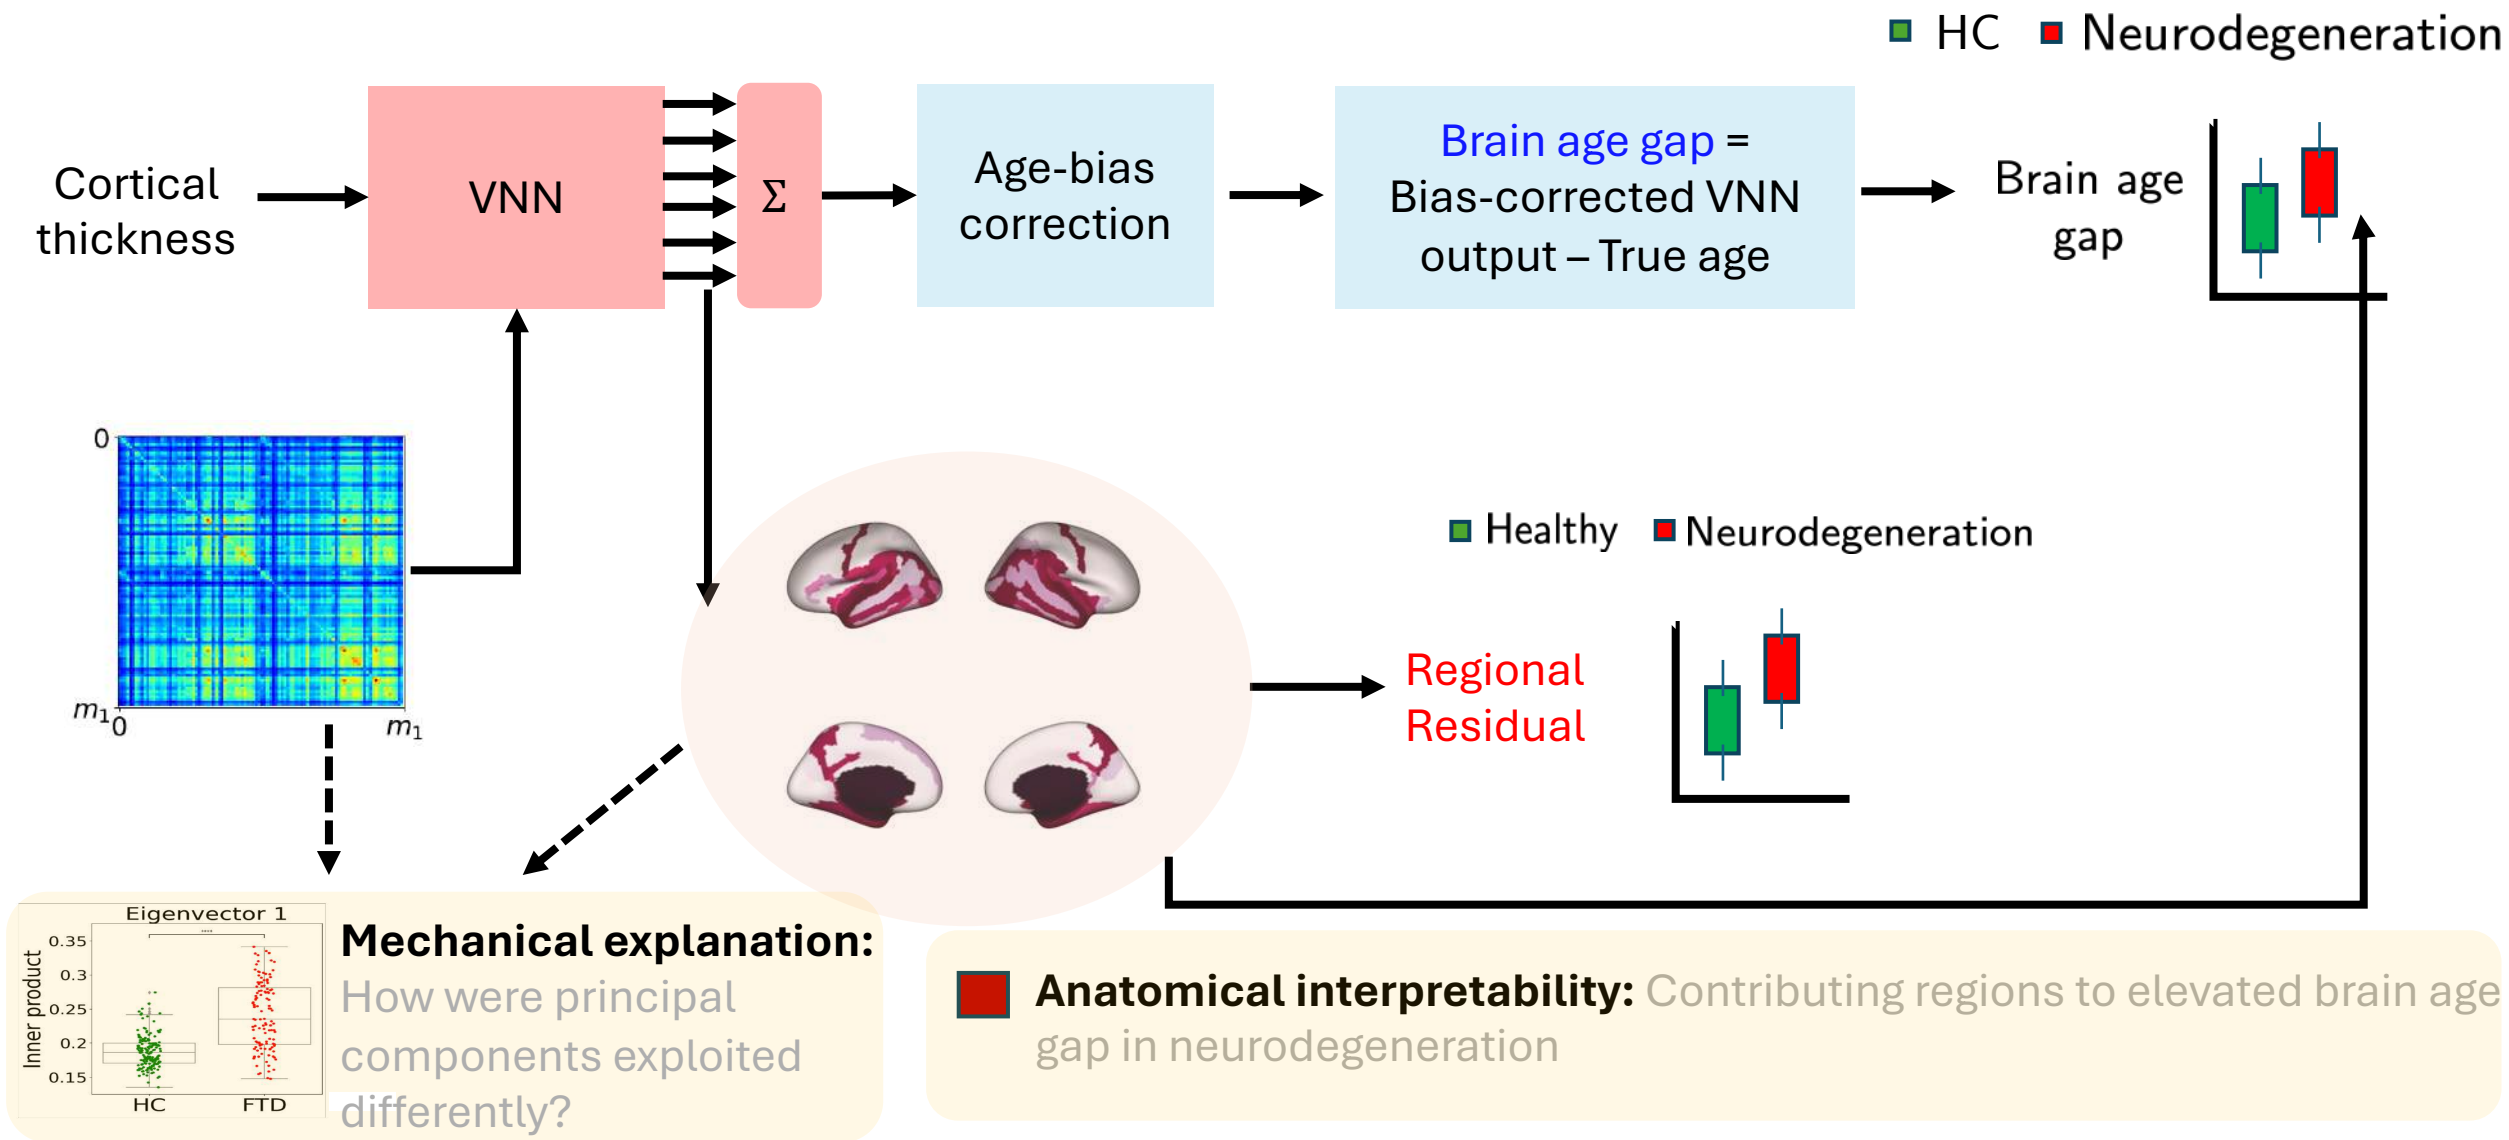 HC Neurodegeneration
Cortical
thickness
VNN
Σ
Age-bias
correction
Brain age gap =
Bias-corrected VNN
output – True age
Brain age
gap
0
m₁
0
m₁
Healthy Neurodegeneration
Regional
Residual
Eigenvector 1
****
Inner product
0.35
0.3
0.25
0.2
0.15
HC FTD
Mechanical explanation:
How were principal
components exploited
differently?
Anatomical interpretability: Contributing regions to elevated brain age
gap in neurodegeneration